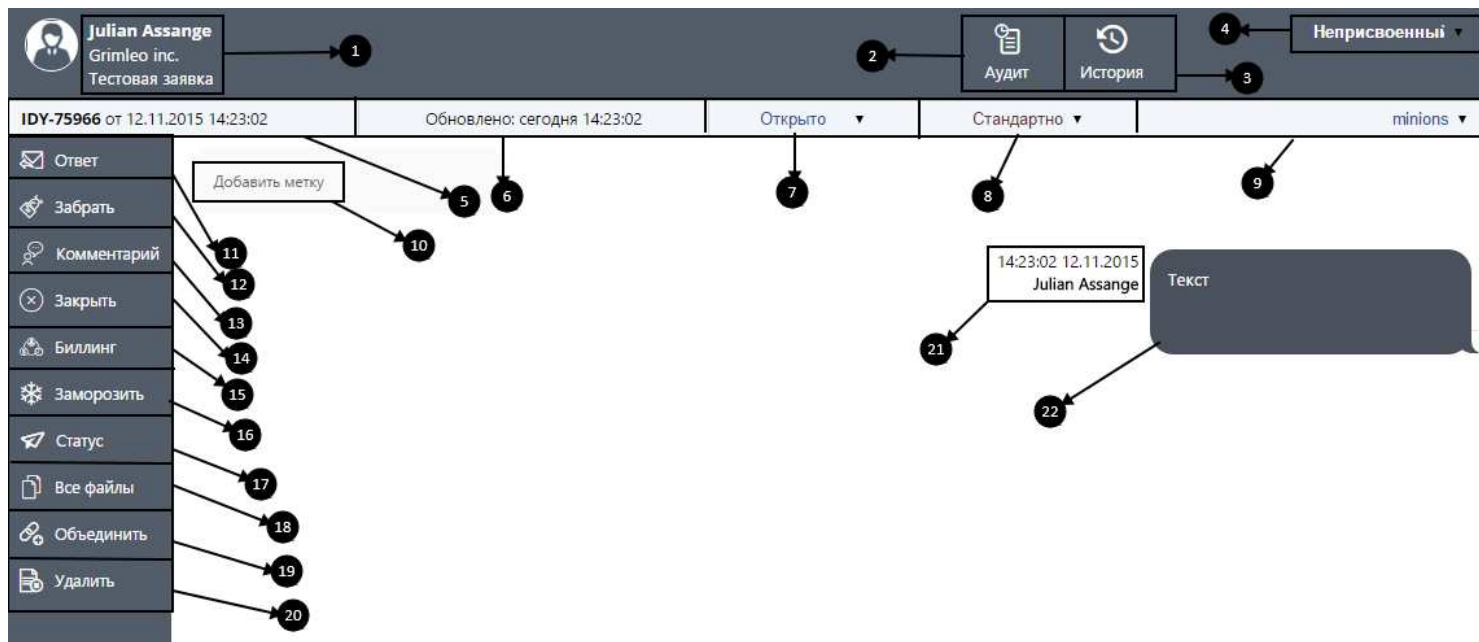 Julian Assange
Grimleo inc.
Тестовая заявка
1
2
Аудит
История
3
4
Неприсвоенный ▼
IDY-75966 от 12.11.2015 14:23:02
Обновлено: сегодня 14:23:02
Открыто ▼
Стандартно ▼
minions ▼
Ответ
Забрать
Комментарий
Закрыть
Биллинг
Заморозить
Статус
Все файлы
Объединить
Удалить
Добавить метку
5
6
7
8
9
10
11
12
13
14
15
16
17
18
19
20
14:23:02 12.11.2015
Julian Assange
Текст
21
22